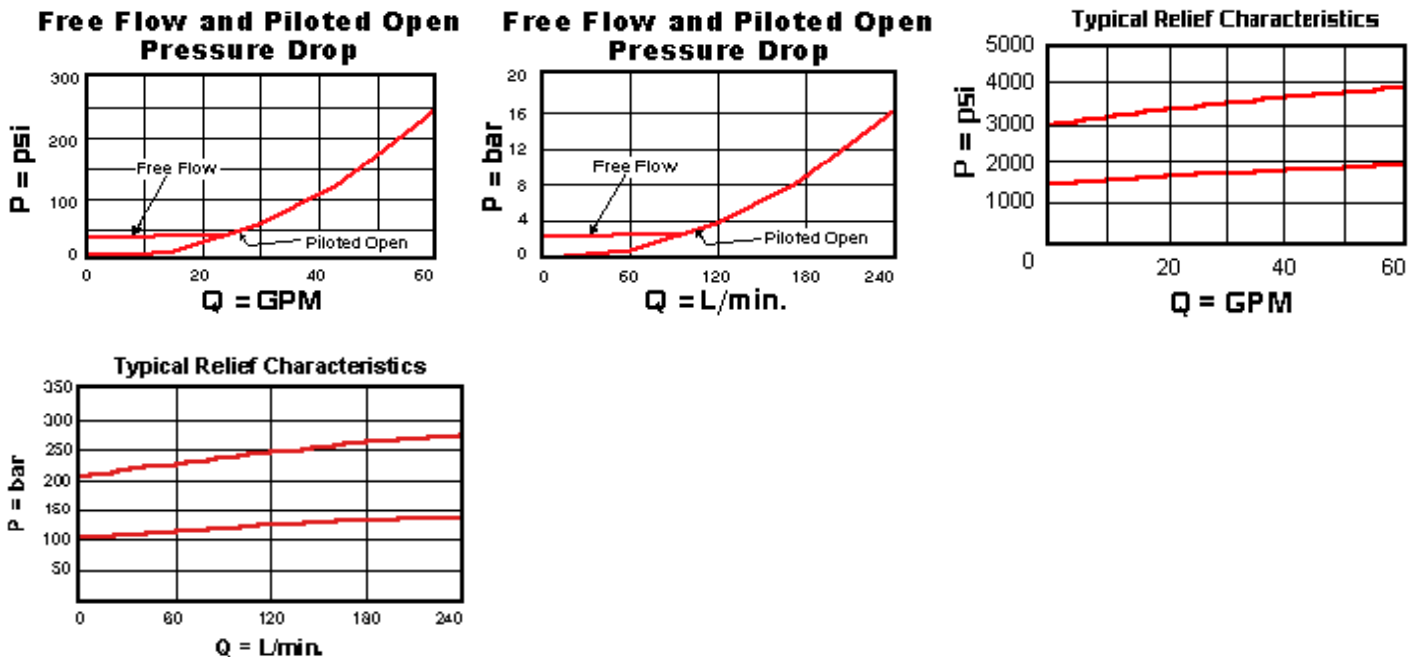 Free Flow and Piloted Open
Pressure Drop
300
200
100
0
P = psi
Free Flow
Piloted Open
0 20 40 60
Q = GPM
Free Flow and Piloted Open
Pressure Drop
20
16
12
8
4
0
P = bar
Free Flow
Piloted Open
0 60 120 180 240
Q = L/min.
Typical Relief Characteristics
5000
4000
3000
2000
1000
0
P = psi
20 40 60
Q = GPM
Typical Relief Characteristics
350
300
250
200
150
100
50
P = bar
0 60 120 180 240
Q = L/min.